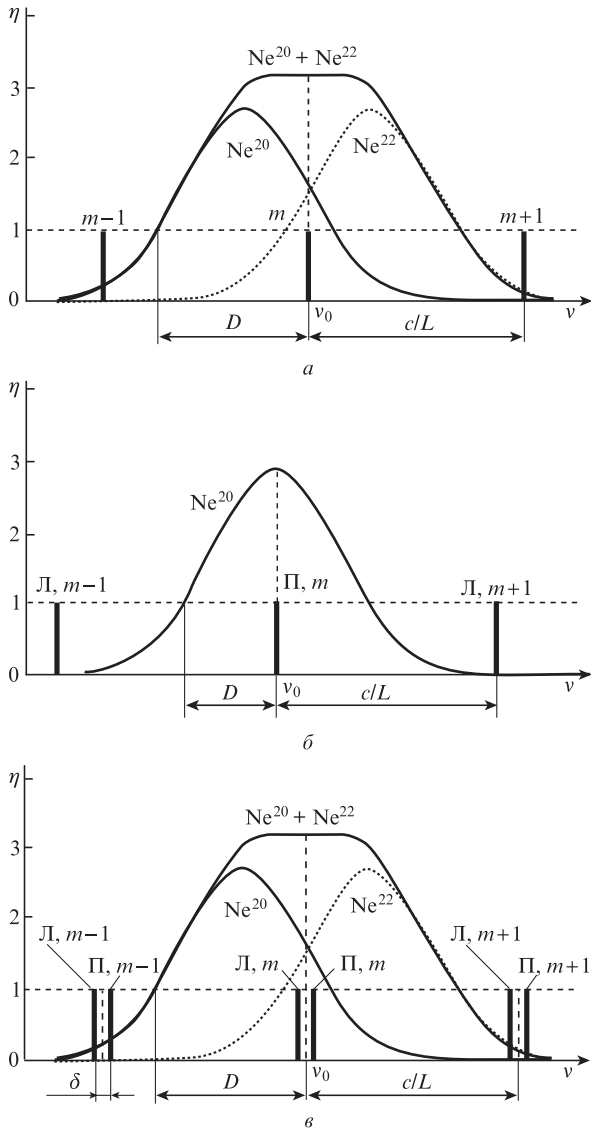 η
Ne²⁰ + Ne²²
3
Ne²⁰
Ne²²
2
m−1
m
m+1
1
0
ν₀
ν
D
c/L
а
η
3
Ne²⁰
2
Л, m−1
П, m
Л, m+1
1
0
ν₀
ν
D
c/L
б
η
Ne²⁰ + Ne²²
3
Ne²⁰
Ne²²
2
Л, m−1
П, m−1
Л, m
П, m
Л, m+1
П, m+1
1
0
ν₀
ν
δ
D
c/L
в